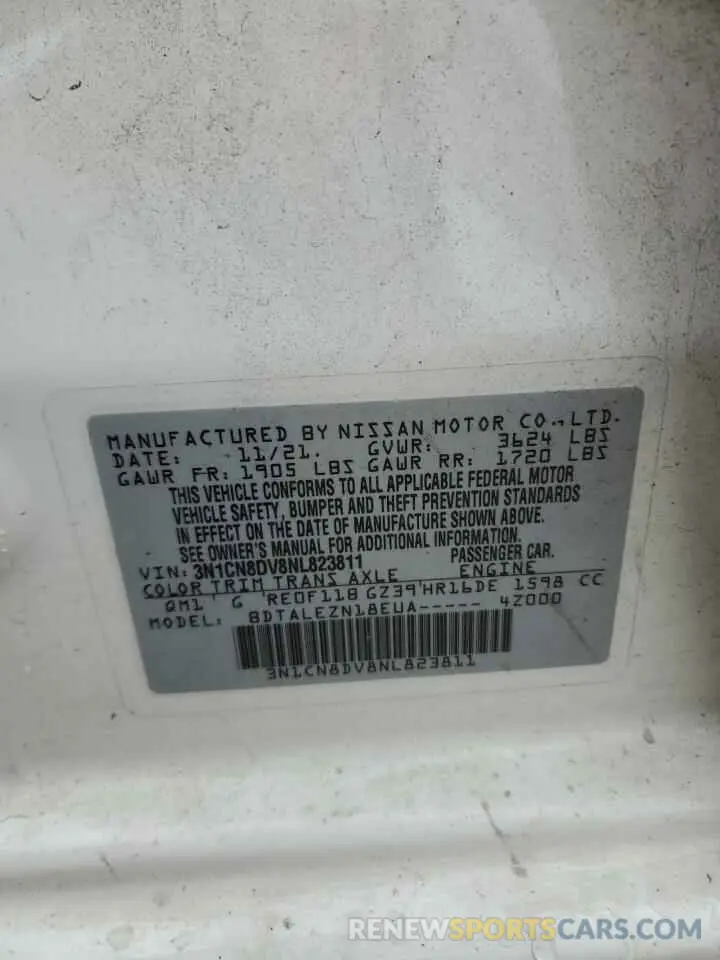 MANUFACTURED BY NISSAN MOTOR CO., LTD.
DATE: 11/21. GVWR: 3624 LBS
GAWR FR: 1905 LBS GAWR RR: 1720 LBS
THIS VEHICLE CONFORMS TO ALL APPLICABLE FEDERAL MOTOR
VEHICLE SAFETY, BUMPER AND THEFT PREVENTION STANDARDS
IN EFFECT ON THE DATE OF MANUFACTURE SHOWN ABOVE.
SEE OWNER'S MANUAL FOR ADDITIONAL INFORMATION.
VIN: 3N1CN8DV8NL823811 PASSENGER CAR.
COLOR TRIM TRANS AXLE ENGINE
QM1 G RE0F11B GZ39 HR16DE 1598 CC
MODEL: BDTALEZN18EUA----- 4Z000
3N1CN8DV8NL823811
RENEWSPORTSCARS.COM